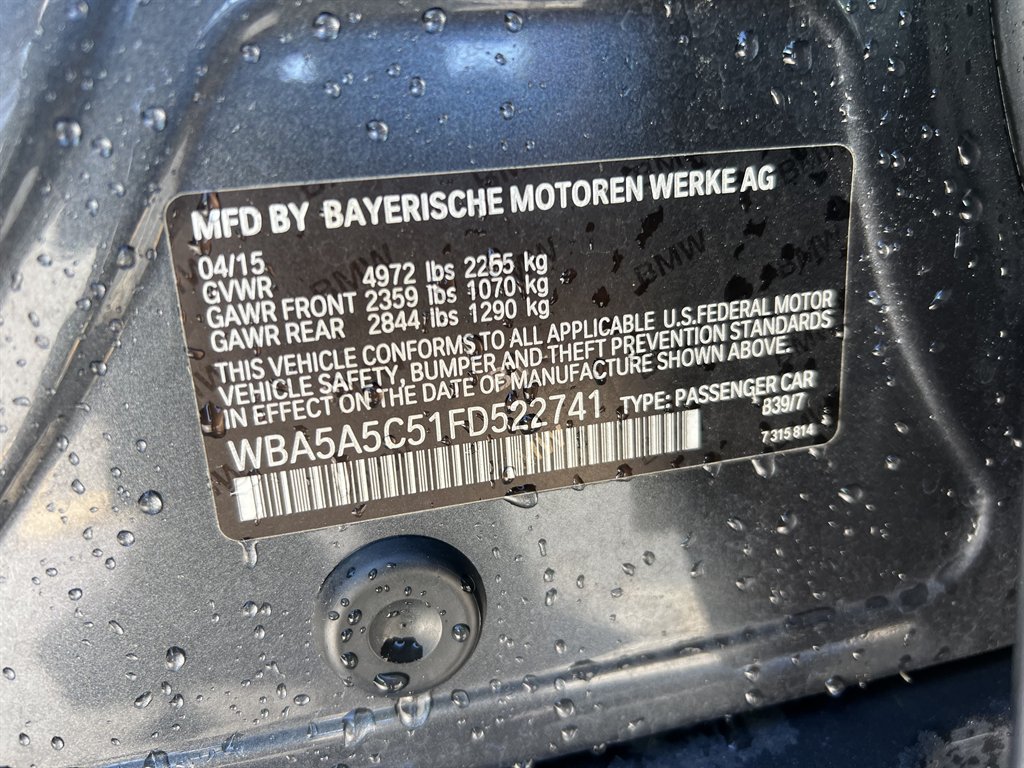 MFD BY BAYERISCHE MOTOREN WERKE AG
04/15
GVWR 4972 lbs 2255 kg
GAWR FRONT 2359 lbs 1070 kg
GAWR REAR 2844 lbs 1290 kg
THIS VEHICLE CONFORMS TO ALL APPLICABLE U.S.FEDERAL MOTOR
VEHICLE SAFETY, BUMPER AND THEFT PREVENTION STANDARDS
IN EFFECT ON THE DATE OF MANUFACTURE SHOWN ABOVE.
WBA5A5C51FD522741 TYPE: PASSENGER CAR
B39/7
7 315 814
BMW